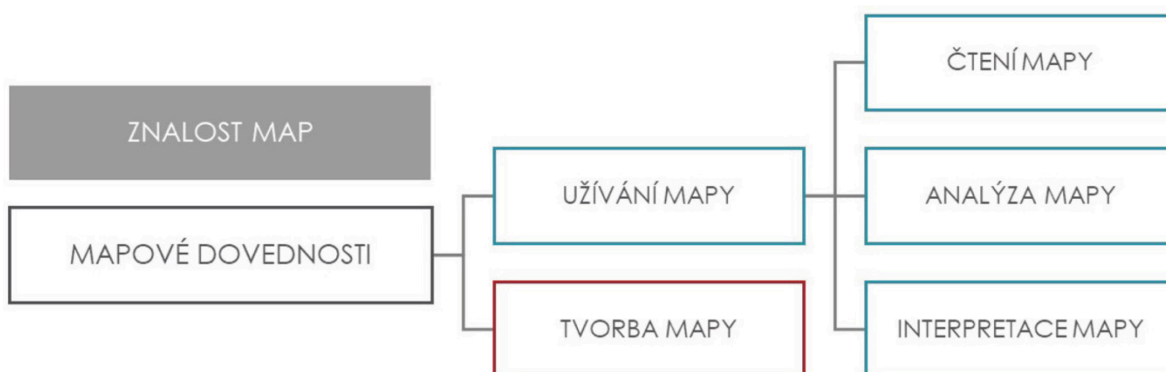 ZNALOST MAP
MAPOVÉ DOVEDNOSTI
UŽÍVÁNÍ MAPY
TVORBA MAPY
ČTENÍ MAPY
ANALÝZA MAPY
INTERPRETACE MAPY